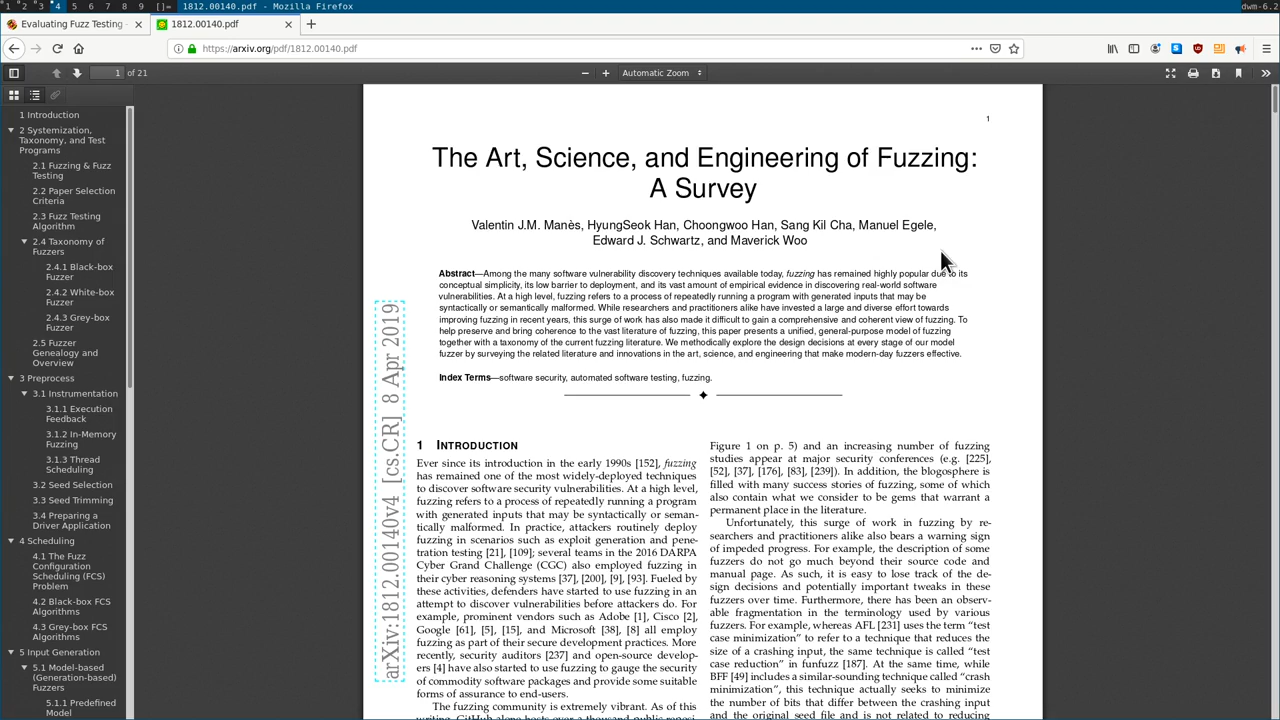 1 2 3 4 5 6 7 8 9 []= 1812.00140.pdf - Mozilla Firefox
dwm-6.2
Evaluating Fuzz Testing
1812.00140.pdf
https://arxiv.org/pdf/1812.00140.pdf
1 of 21
Automatic Zoom
1 Introduction
2 Systemization,
Taxonomy, and Test
Programs
2.1 Fuzzing & Fuzz
Testing
2.2 Paper Selection
Criteria
2.3 Fuzz Testing
Algorithm
2.4 Taxonomy of
Fuzzers
2.4.1 Black-box
Fuzzer
2.4.2 White-box
Fuzzer
2.4.3 Grey-box
Fuzzer
2.5 Fuzzer
Genealogy and
Overview
3 Preprocess
3.1 Instrumentation
3.1.1 Execution
Feedback
3.1.2 In-Memory
Fuzzing
3.1.3 Thread
Scheduling
3.2 Seed Selection
3.3 Seed Trimming
3.4 Preparing a
Driver Application
4 Scheduling
4.1 The Fuzz
Configuration
Scheduling (FCS)
Problem
4.2 Black-box FCS
Algorithms
4.3 Grey-box FCS
Algorithms
5 Input Generation
5.1 Model-based
(Generation-based)
Fuzzers
5.1.1 Predefined
Model
1
The Art, Science, and Engineering of Fuzzing:
A Survey
Valentin J.M. Manès, HyungSeok Han, Choongwoo Han, Sang Kil Cha, Manuel Egele,
Edward J. Schwartz, and Maverick Woo
Abstract—Among the many software vulnerability discovery techniques available today, fuzzing has remained highly popular due to its
conceptual simplicity, its low barrier to deployment, and its vast amount of empirical evidence in discovering real-world software
vulnerabilities. At a high level, fuzzing refers to a process of repeatedly running a program with generated inputs that may be
syntactically or semantically malformed. While researchers and practitioners alike have invested a large and diverse effort towards
improving fuzzing in recent years, this surge of work has also made it difficult to gain a comprehensive and coherent view of fuzzing. To
help preserve and bring coherence to the vast literature of fuzzing, this paper presents a unified, general-purpose model of fuzzing
together with a taxonomy of the current fuzzing literature. We methodically explore the design decisions at every stage of our model
fuzzer by surveying the related literature and innovations in the art, science, and engineering that make modern-day fuzzers effective.
Index Terms—software security, automated software testing, fuzzing.
arXiv:1812.00140v4 [cs.CR] 8 Apr 2019
1 INTRODUCTION
Ever since its introduction in the early 1990s [152], fuzzing
has remained one of the most widely-deployed techniques
to discover software security vulnerabilities. At a high level,
fuzzing refers to a process of repeatedly running a program
with generated inputs that may be syntactically or seman-
tically malformed. In practice, attackers routinely deploy
fuzzing in scenarios such as exploit generation and pene-
tration testing [21], [109]; several teams in the 2016 DARPA
Cyber Grand Challenge (CGC) also employed fuzzing in
their cyber reasoning systems [37], [200], [9], [93]. Fueled by
these activities, defenders have started to use fuzzing in an
attempt to discover vulnerabilities before attackers do. For
example, prominent vendors such as Adobe [1], Cisco [2],
Google [61], [5], [15], and Microsoft [38], [8] all employ
fuzzing as part of their secure development practices. More
recently, security auditors [237] and open-source develop-
ers [4] have also started to use fuzzing to gauge the security
of commodity software packages and provide some suitable
forms of assurance to end-users.
The fuzzing community is extremely vibrant. As of this
writing, GitHub alone hosts over a thousand public reposi-
Figure 1 on p. 5) and an increasing number of fuzzing
studies appear at major security conferences (e.g. [225],
[52], [37], [176], [83], [239]). In addition, the blogosphere is
filled with many success stories of fuzzing, some of which
also contain what we consider to be gems that warrant a
permanent place in the literature.
Unfortunately, this surge of work in fuzzing by re-
searchers and practitioners alike also bears a warning sign
of impeded progress. For example, the description of some
fuzzers do not go much beyond their source code and
manual page. As such, it is easy to lose track of the de-
sign decisions and potentially important tweaks in these
fuzzers over time. Furthermore, there has been an observ-
able fragmentation in the terminology used by various
fuzzers. For example, whereas AFL [231] uses the term “test
case minimization” to refer to a technique that reduces the
size of a crashing input, the same technique is called “test
case reduction” in funfuzz [187]. At the same time, while
BFF [49] includes a similar-sounding technique called “crash
minimization”, this technique actually seeks to minimize
the number of bits that differ between the crashing input
and the original seed file and is not related to reducing